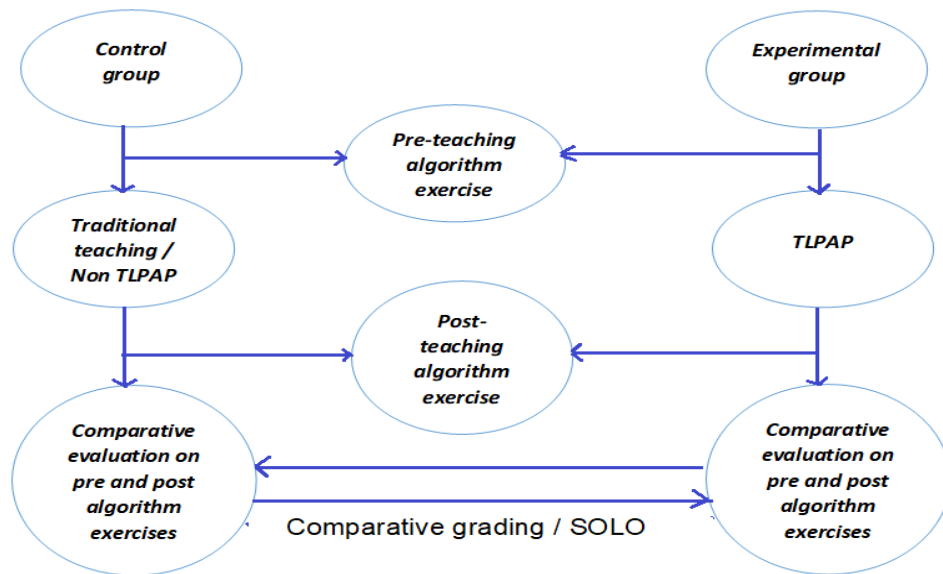 Control
group
Experimental
group
Pre-teaching
algorithm
exercise
Traditional
teaching /
Non TLPAP
TLPAP
Post-
teaching
algorithm
exercise
Comparative
evaluation on
pre and post
algorithm
exercises
Comparative evaluation on
pre and post
algorithm
exercises
Comparative grading / SOLO